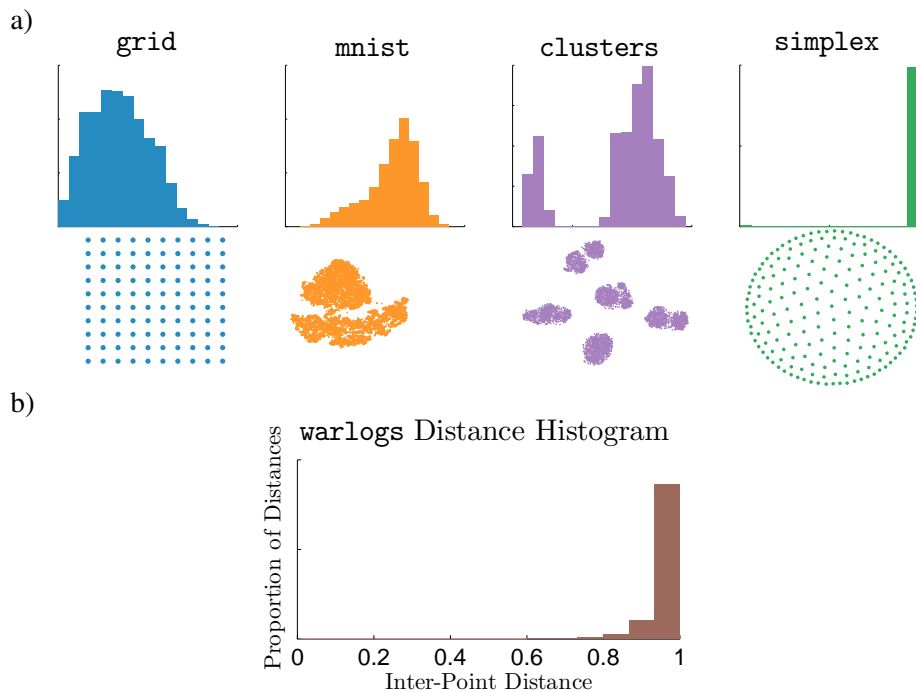 a)
grid
mnist
clusters
simplex
b)
warlogs Distance Histogram
Proportion of Distances
0 0.2 0.4 0.6 0.8 1
Inter-Point Distance